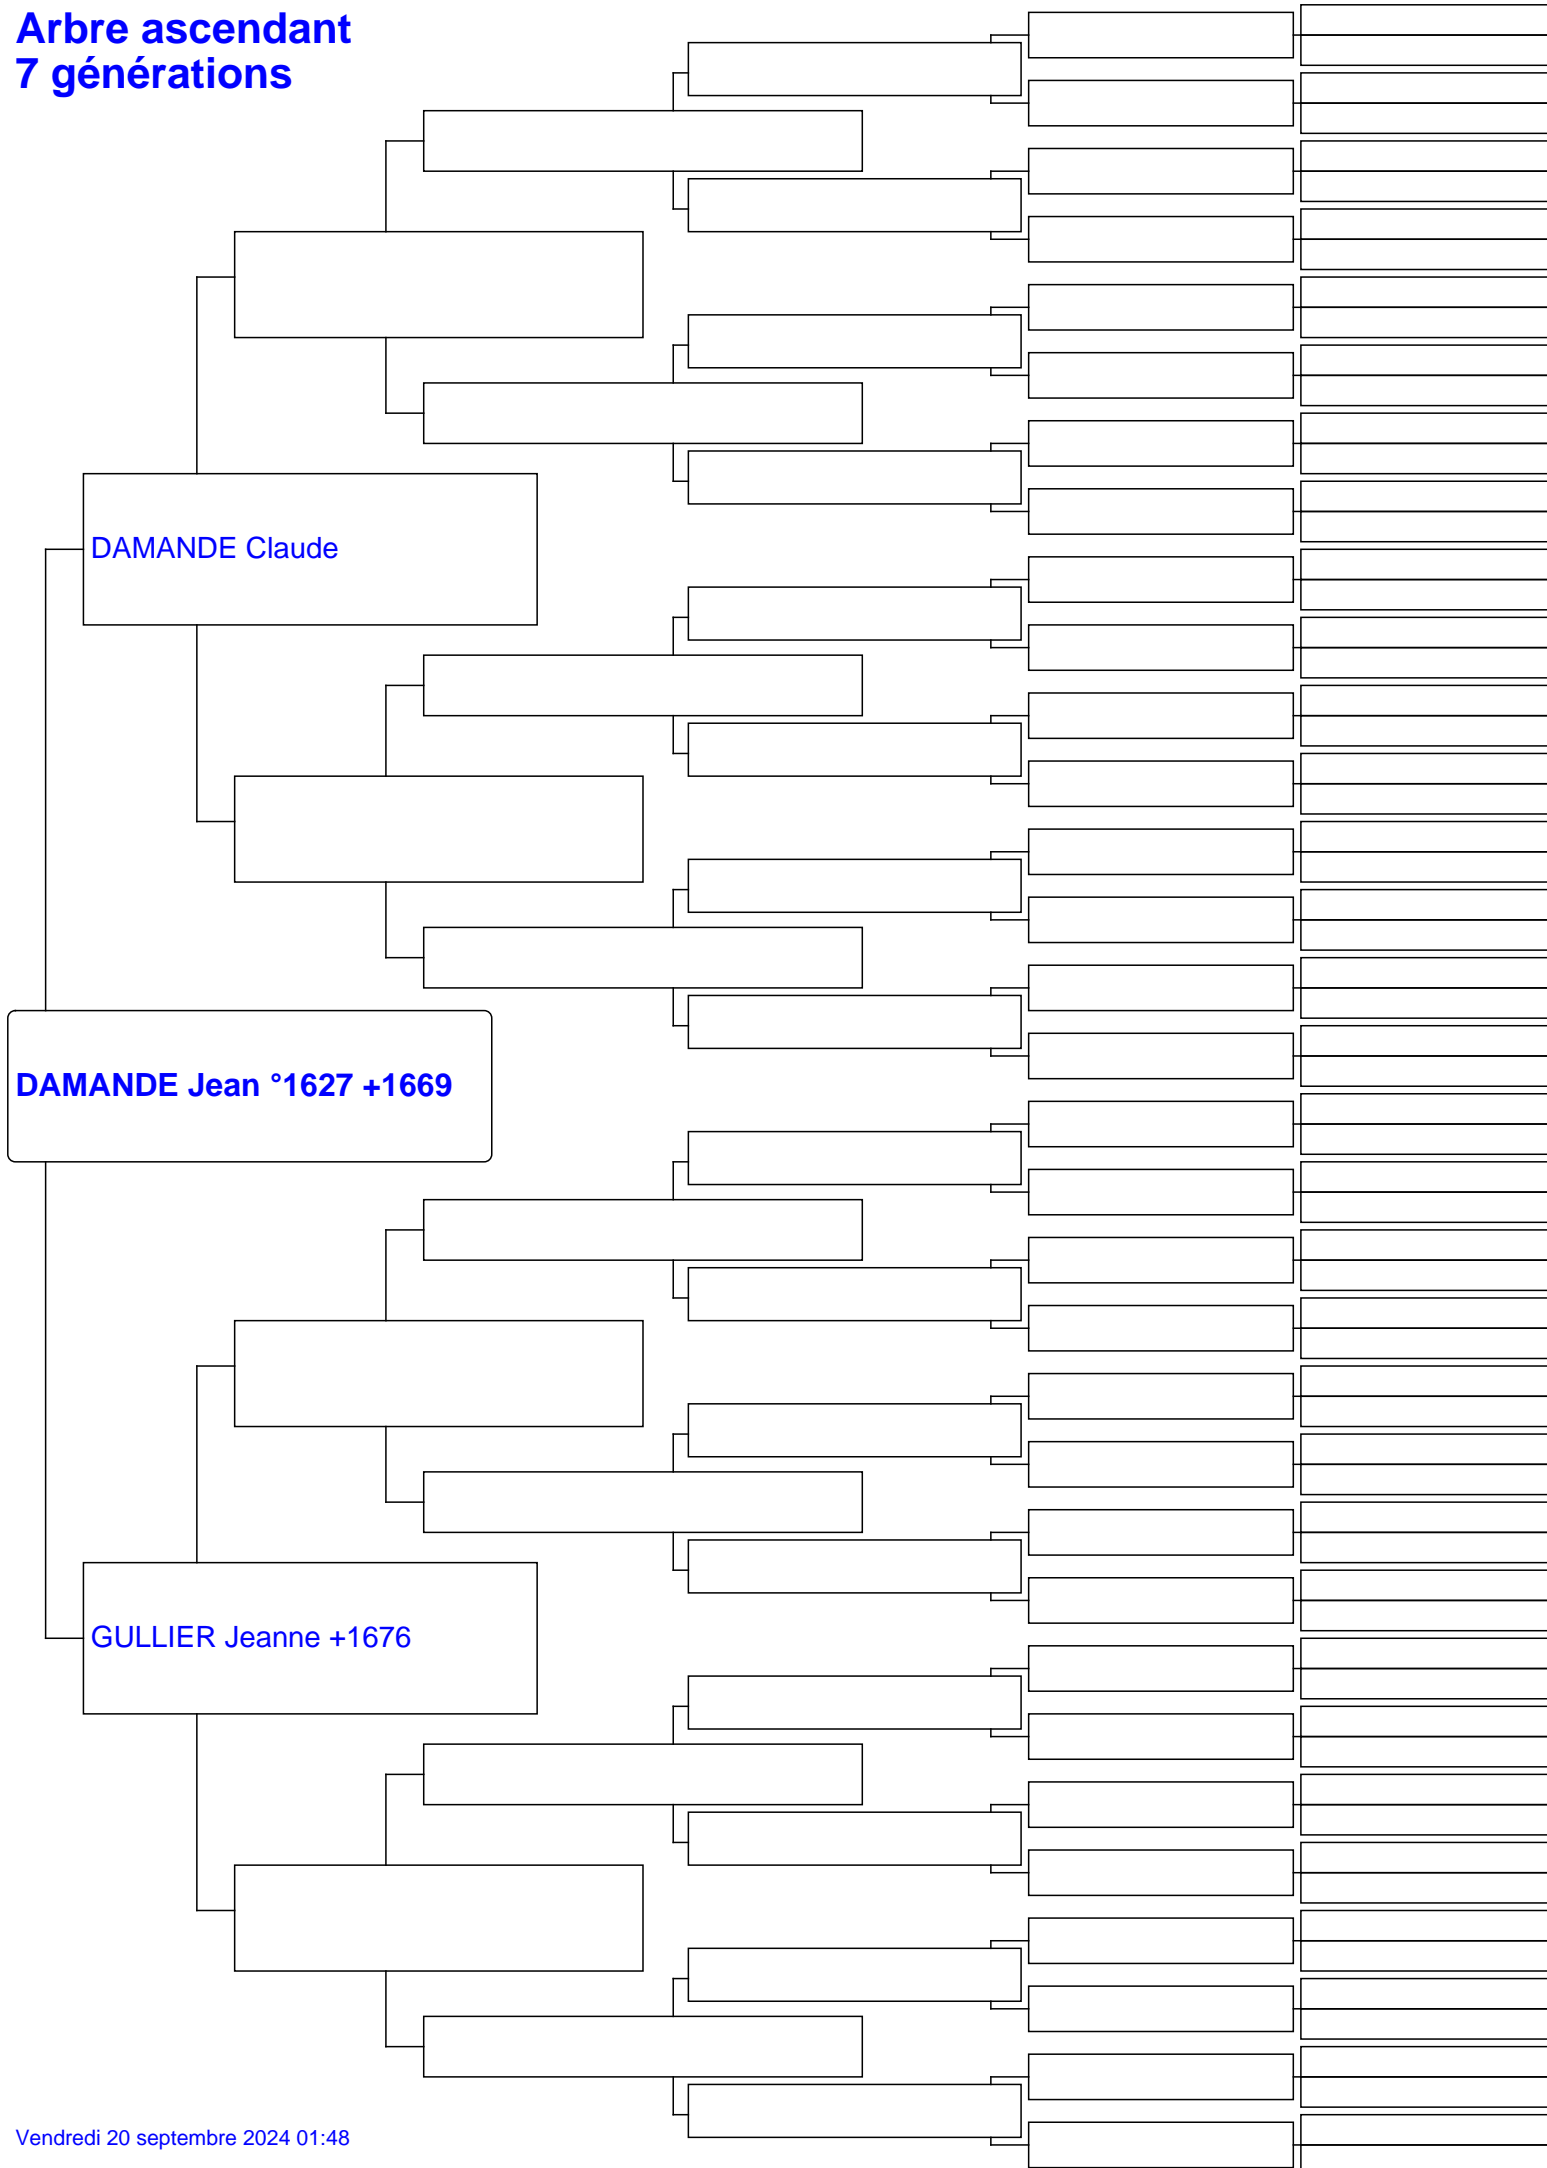 Arbre ascendant
7 générations
DAMANDE Claude
DAMANDE Jean °1627 +1669
GULLIER Jeanne +1676
Vendredi 20 septembre 2024 01:48